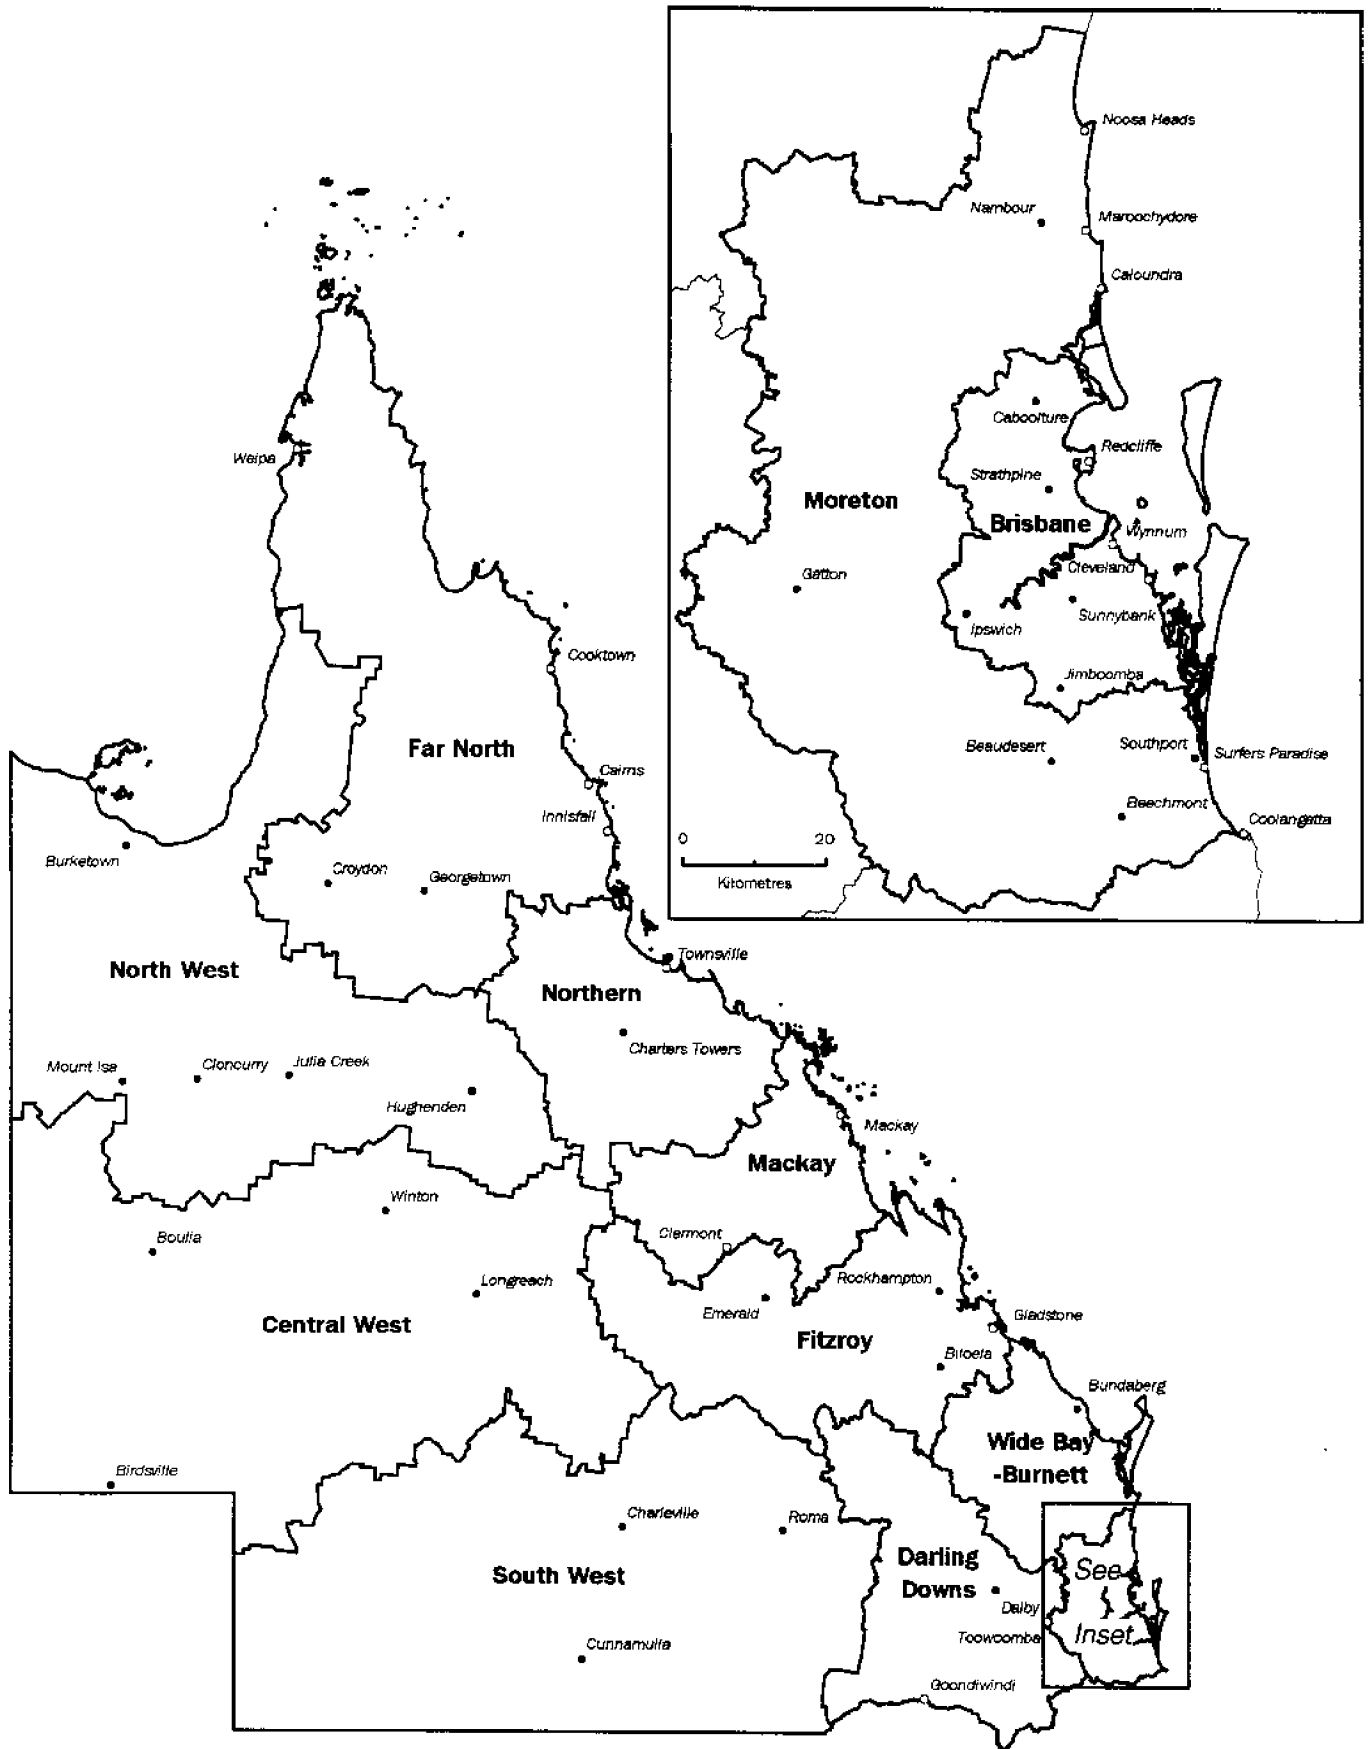 Noosa Heads
Nambour
Maroochydore
Caloundra
Caboolture
Redcliffe
Strathpine
Moreton
Brisbane
Wynnum
Cleveland
Gatton
Sunnybank
Ipswich
Jimboomba
Beaudesert
Southport
Surfers Paradise
Beechmont
Coolangatta
0 20
Kilometres
Weipa
Cooktown
Far North
Cairns
Innisfail
Burketown
Croydon
Georgetown
Townsville
North West
Northern
Charters Towers
Mount Isa
Cloncurry
Julia Creek
Hughenden
Mackay
Mackay
Winton
Boulia
Clermont
Longreach
Rockhampton
Emerald
Gladstone
Central West
Fitzroy
Biloela
Bundaberg
Wide Bay
-Burnett
Birdsville
Charleville
Roma
Darling
Downs
See
Inset
South West
Dalby
Toowoomba
Cunnamulla
Goondiwindi